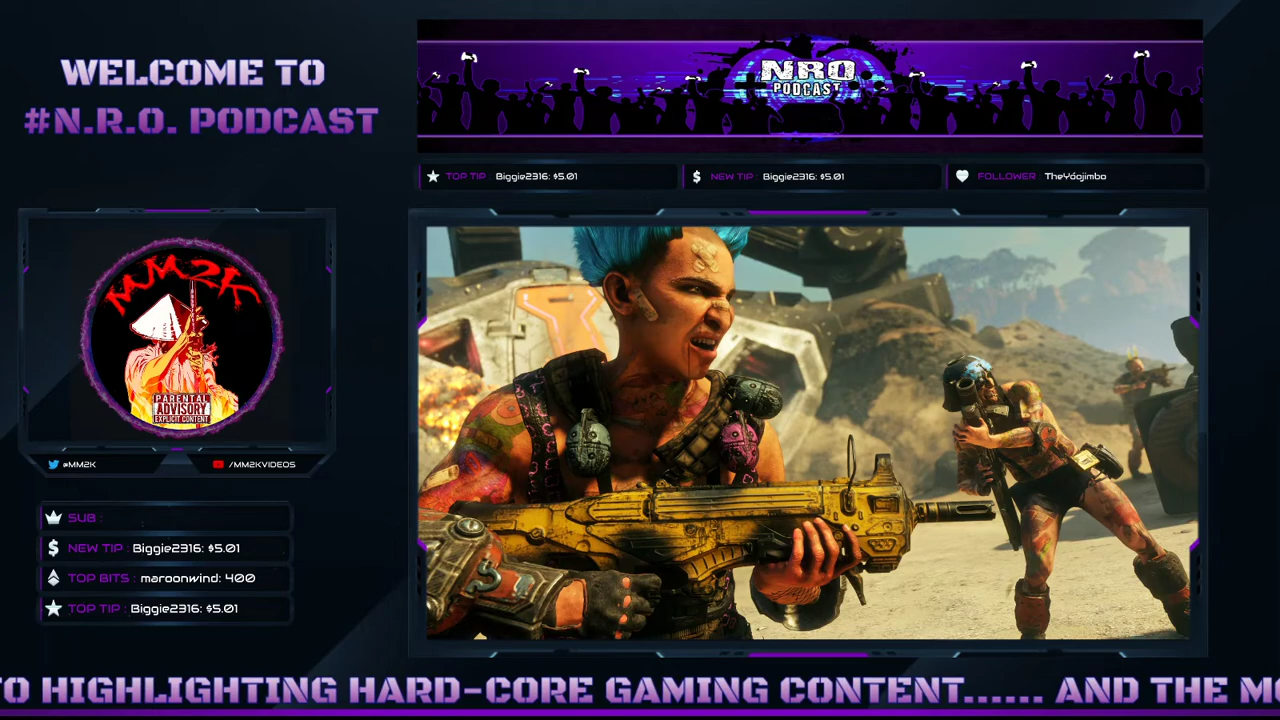 WELCOME TO
#N.R.O. PODCAST
NRO
PODCAST
TOP TIP : Biggie2316: $5.01
NEW TIP : Biggie2316: $5.01
FOLLOWER : TheYóojimbo
MM2K
PARENTAL
ADVISORY
EXPLICIT CONTENT
@MM2K
/MM2KVIDEOS
SUB :
NEW TIP : Biggie2316: $5.01
TOP BITS : maroonwind: 400
TOP TIP : Biggie2316: $5.01
TO HIGHLIGHTING HARD-CORE GAMING CONTENT...... AND THE